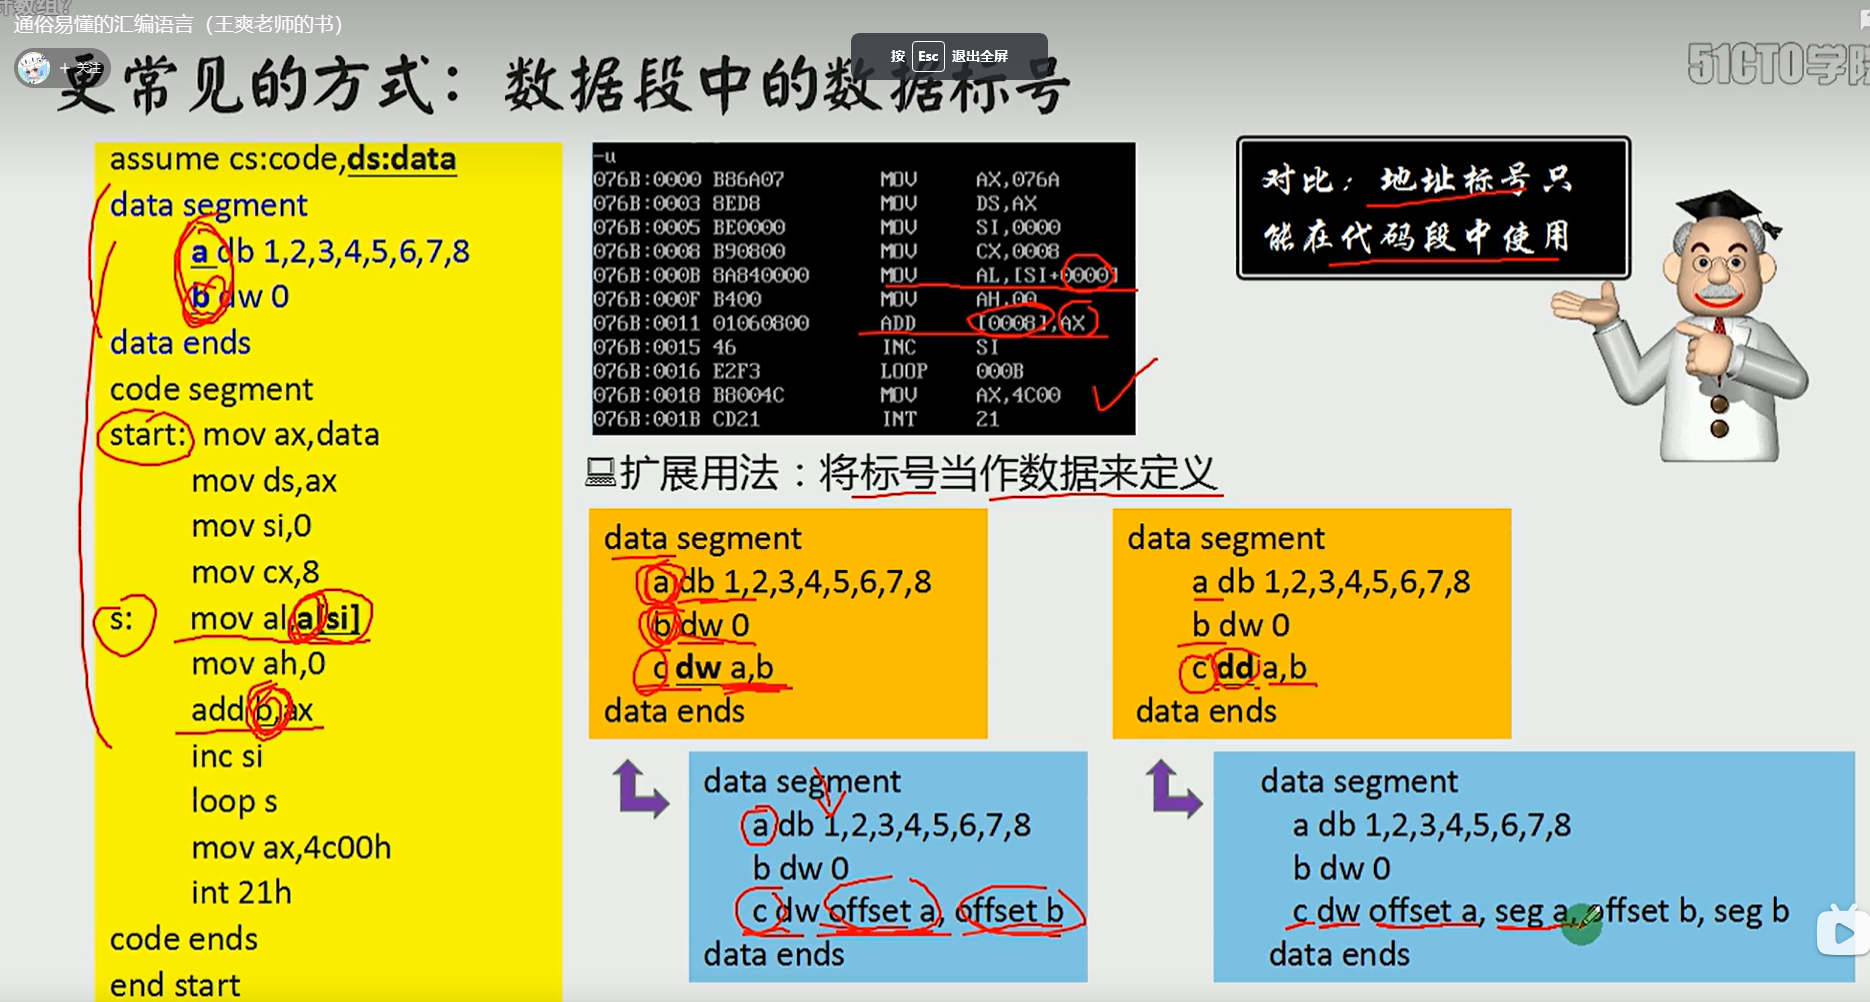 通俗易懂的汇编语言（王爽老师的书）
+ 关注
按 Esc 退出全屏
51CTO学院
更常见的方式：数据段中的数据标号
assume cs:code,ds:data
data segment
a db 1,2,3,4,5,6,7,8
b dw 0
data ends
code segment
start: mov ax,data
mov ds,ax
mov si,0
mov cx,8
s: mov al,a[si]
mov ah,0
add b,ax
inc si
loop s
mov ax,4c00h
int 21h
code ends
end start
-u
076B:0000 B86A07 MOV AX,076A
076B:0003 8ED8 MOV DS,AX
076B:0005 BE0000 MOV SI,0000
076B:0008 B90800 MOV CX,0008
076B:000B 8A840000 MOV AL,[SI+0000]
076B:000F B400 MOV AH,00
076B:0011 01060800 ADD [0008],AX
076B:0015 46 INC SI
076B:0016 E2F3 LOOP 000B
076B:0018 B8004C MOV AX,4C00
076B:001B CD21 INT 21
对比：地址标号只
能在代码段中使用
扩展用法：将标号当作数据来定义
data segment
a db 1,2,3,4,5,6,7,8
b dw 0
c dw a,b
data ends
data segment
a db 1,2,3,4,5,6,7,8
b dw 0
c dd a,b
data ends
data segment
a db 1,2,3,4,5,6,7,8
b dw 0
c dw offset a, offset b
data ends
data segment
a db 1,2,3,4,5,6,7,8
b dw 0
c dw offset a, seg a, offset b, seg b
data ends